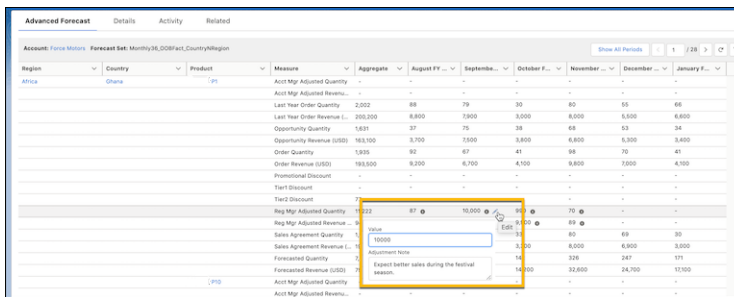 Advanced Forecast Details Activity Related
Account: Force Motors Forecast Set: Monthly36_OOBFact_CountryNRegion Show All Periods 1 / 28
Region Country Product Measure Aggregate August FY ... Septembe... October F... November ... December ... January F...
Africa Ghana P1 Acct Mgr Adjusted Quantity - - - - - - -
Acct Mgr Adjusted Revenu... - - - - - - -
Last Year Order Quantity 2,002 88 79 30 80 55 66
Last Year Order Revenue (... 200,200 8,800 7,900 3,000 8,000 5,500 6,600
Opportunity Quantity 1,631 37 75 38 68 53 34
Opportunity Revenue (USD) 163,100 3,700 7,500 3,800 6,800 5,300 3,400
Order Quantity 1,935 92 67 41 98 70 41
Order Revenue (USD) 193,500 9,200 6,700 4,100 9,800 7,000 4,100
Promotional Discount - - - - - - -
Tier1 Discount - - - - - - -
Tier2 Discount
Reg Mgr Adjusted Quantity 87 10,000 70 - -
Reg Mgr Adjusted Revenue ... 89 - -
Edit
Value
Sales Agreement Quantity 80 69 30
10000
Sales Agreement Revenue (... 8,000 6,900 3,000
Adjustment Note
Forecasted Quantity 326 247 171
Expect better sales during the festival
Forecasted Revenue (USD) 32,600 24,700 17,100
season.
P10 Acct Mgr Adjusted Quantity - - - -
Acct Mgr Adjusted Revenu... - - - - - - -